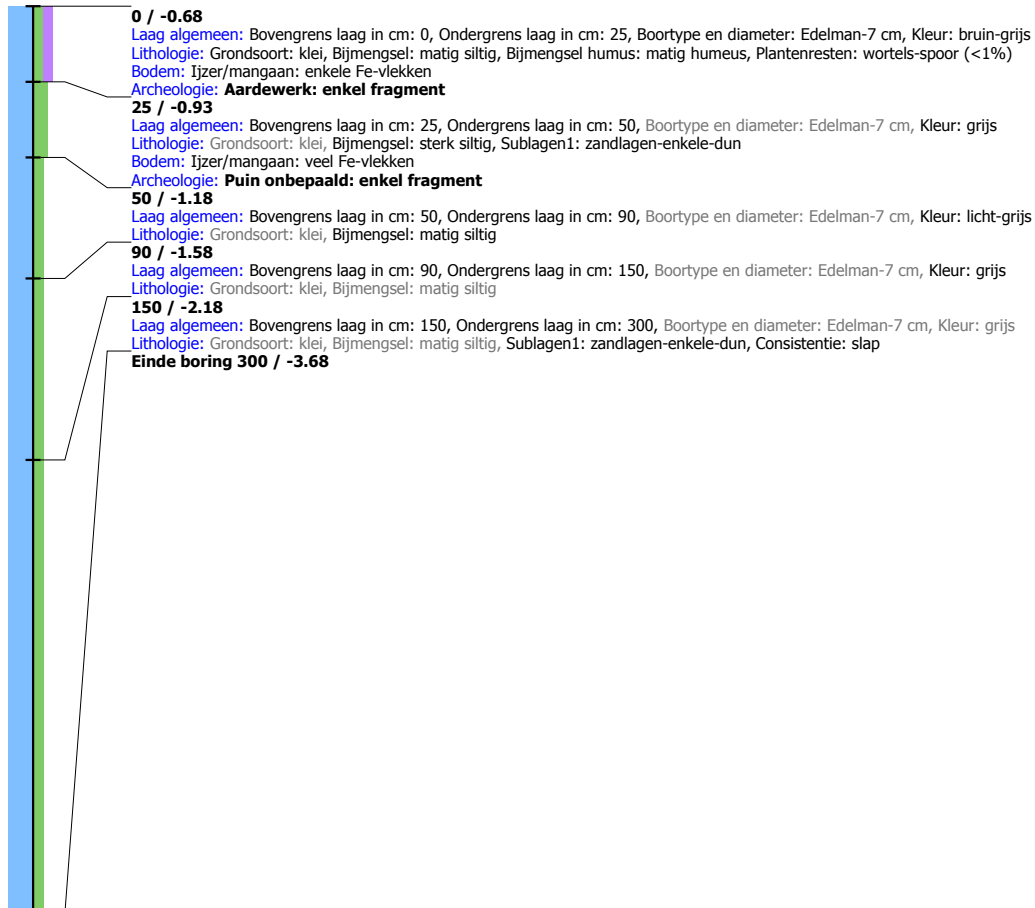 0 / -0.68
Laag algemeen: Bovengrens laag in cm: 0, Ondergrens laag in cm: 25, Boortype en diameter: Edelman-7 cm, Kleur: bruin-grijs
Lithologie: Grondsoort: klei, Bijmengsel: matig siltig, Bijmengsel humus: matig humeus, Plantenresten: wortels-spoor (<1%)
Bodem: Ijzer/mangaan: enkele Fe-vlekken
Archeologie: Aardewerk: enkel fragment
25 / -0.93
Laag algemeen: Bovengrens laag in cm: 25, Ondergrens laag in cm: 50, Boortype en diameter: Edelman-7 cm, Kleur: grijs
Lithologie: Grondsoort: klei, Bijmengsel: sterk siltig, Sublagen1: zandlagen-enkele-dun
Bodem: Ijzer/mangaan: veel Fe-vlekken
Archeologie: Puin onbepaald: enkel fragment
50 / -1.18
Laag algemeen: Bovengrens laag in cm: 50, Ondergrens laag in cm: 90, Boortype en diameter: Edelman-7 cm, Kleur: licht-grijs
Lithologie: Grondsoort: klei, Bijmengsel: matig siltig
90 / -1.58
Laag algemeen: Bovengrens laag in cm: 90, Ondergrens laag in cm: 150, Boortype en diameter: Edelman-7 cm, Kleur: grijs
Lithologie: Grondsoort: klei, Bijmengsel: matig siltig
150 / -2.18
Laag algemeen: Bovengrens laag in cm: 150, Ondergrens laag in cm: 300, Boortype en diameter: Edelman-7 cm, Kleur: grijs
Lithologie: Grondsoort: klei, Bijmengsel: matig siltig, Sublagen1: zandlagen-enkele-dun, Consistentie: slap
Einde boring 300 / -3.68